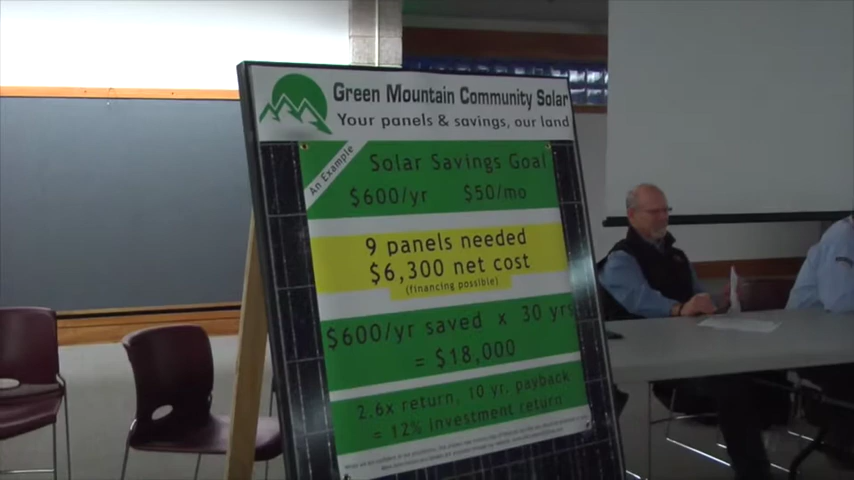 Green Mountain Community Solar
Your panels & savings, our land
An Example
Solar Savings Goal
$600/yr $50/mo
9 panels needed
$6,300 net cost
(financing possible)
$600/yr saved x 30 yrs
= $18,000
2.6x return, 10 yr. payback
= 12% investment return